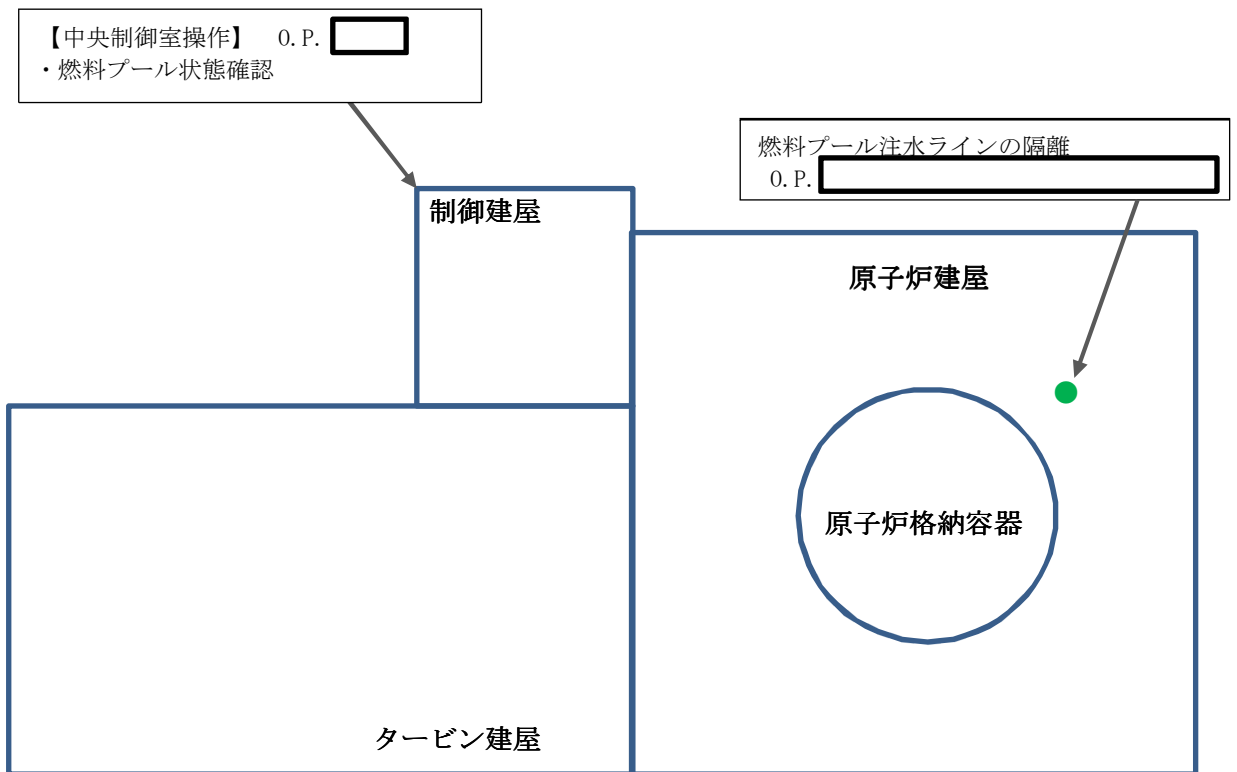 【中央制御室操作】 O.P.
・燃料プール状態確認
燃料プール注水ラインの隔離
O.P.
制御建屋
原子炉建屋
原子炉格納容器
タービン建屋